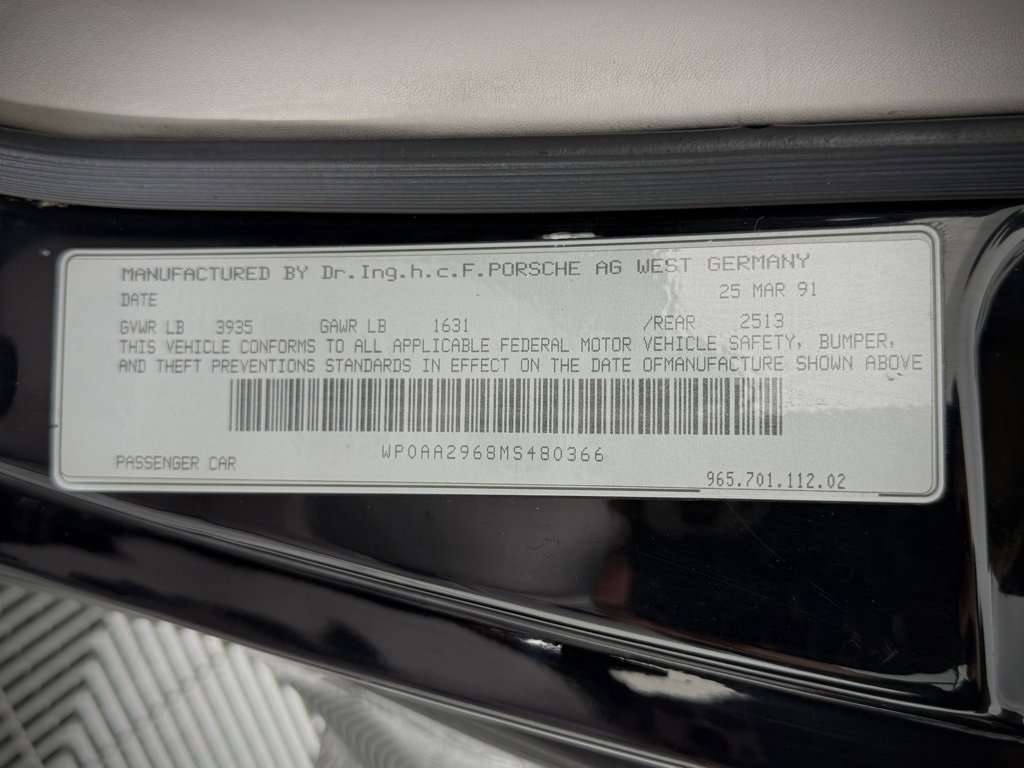 MANUFACTURED BY Dr.Ing.h.c.F.PORSCHE AG WEST GERMANY
DATE 25 MAR 91
GVWR LB 3935 GAWR LB 1631 /REAR 2513
THIS VEHICLE CONFORMS TO ALL APPLICABLE FEDERAL MOTOR VEHICLE SAFETY, BUMPER,
AND THEFT PREVENTIONS STANDARDS IN EFFECT ON THE DATE OFMANUFACTURE SHOWN ABOVE
WP0AA2968MS480366
PASSENGER CAR
965.701.112.02